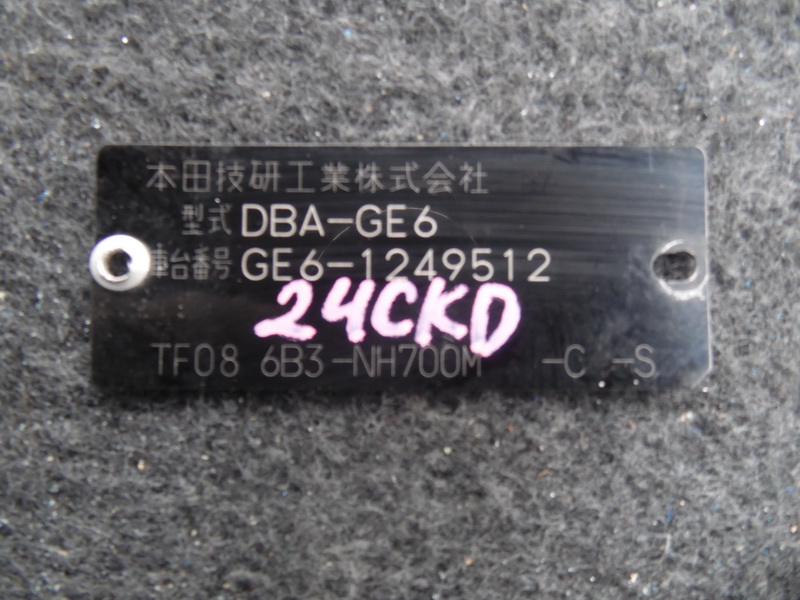 本田技研工業株式会社
型式 DBA-GE6
車台番号 GE6-1249512
24CKD
TF08 6B3-NH700M -C -S